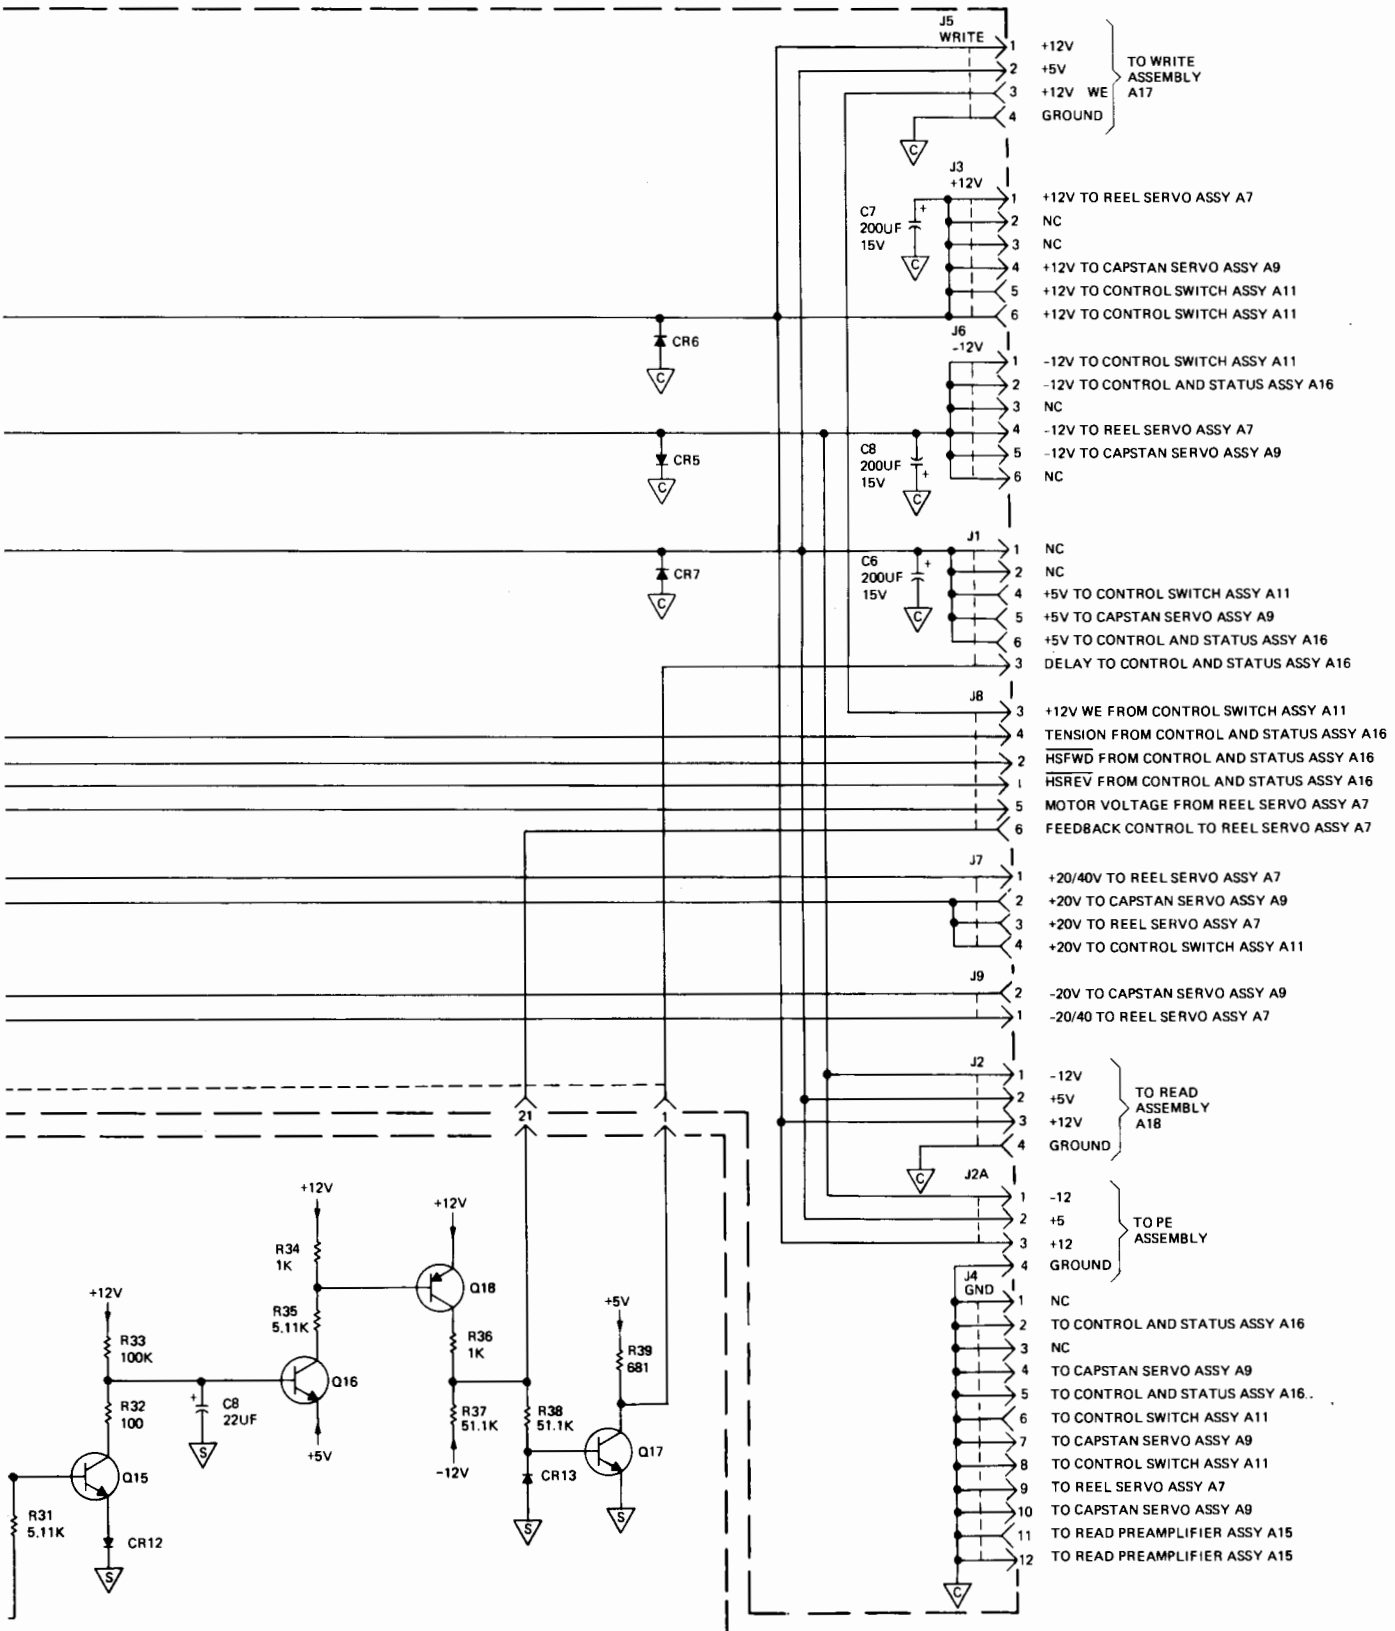 J5
WRITE
1 +12V
2 +5V
3 +12V WE
4 GROUND
TO WRITE
ASSEMBLY
A17
C
J3
+12V
C7
200UF
15V
+
C
1 +12V TO REEL SERVO ASSY A7
2 NC
3 NC
4 +12V TO CAPSTAN SERVO ASSY A9
5 +12V TO CONTROL SWITCH ASSY A11
6 +12V TO CONTROL SWITCH ASSY A11
CR6
C
J6
-12V
1 -12V TO CONTROL SWITCH ASSY A11
2 -12V TO CONTROL AND STATUS ASSY A16
3 NC
4 -12V TO REEL SERVO ASSY A7
5 -12V TO CAPSTAN SERVO ASSY A9
6 NC
CR5
C
C8
200UF
15V
+
C
J1
1 NC
2 NC
4 +5V TO CONTROL SWITCH ASSY A11
5 +5V TO CAPSTAN SERVO ASSY A9
6 +5V TO CONTROL AND STATUS ASSY A16
3 DELAY TO CONTROL AND STATUS ASSY A16
CR7
C
C6
200UF
15V
+
C
J8
3 +12V WE FROM CONTROL SWITCH ASSY A11
4 TENSION FROM CONTROL AND STATUS ASSY A16
2 HSFWD FROM CONTROL AND STATUS ASSY A16
1 HSREV FROM CONTROL AND STATUS ASSY A16
5 MOTOR VOLTAGE FROM REEL SERVO ASSY A7
6 FEEDBACK CONTROL TO REEL SERVO ASSY A7
J7
1 +20/40V TO REEL SERVO ASSY A7
2 +20V TO CAPSTAN SERVO ASSY A9
3 +20V TO REEL SERVO ASSY A7
4 +20V TO CONTROL SWITCH ASSY A11
J9
2 -20V TO CAPSTAN SERVO ASSY A9
1 -20/40 TO REEL SERVO ASSY A7
J2
1 -12V
2 +5V
3 +12V
4 GROUND
TO READ
ASSEMBLY
A18
C
21
1
J2A
1 -12
2 +5
3 +12
4 GROUND
TO PE
ASSEMBLY
J4
GND
1 NC
2 TO CONTROL AND STATUS ASSY A16
3 NC
4 TO CAPSTAN SERVO ASSY A9
5 TO CONTROL AND STATUS ASSY A16..
6 TO CONTROL SWITCH ASSY A11
7 TO CAPSTAN SERVO ASSY A9
8 TO CONTROL SWITCH ASSY A11
9 TO REEL SERVO ASSY A7
10 TO CAPSTAN SERVO ASSY A9
11 TO READ PREAMPLIFIER ASSY A15
12 TO READ PREAMPLIFIER ASSY A15
C
+12V
R34
1K
+12V
Q18
+12V
R35
5.11K
+5V
R33
100K
R36
1K
R39
681
Q16
R32
100
+
C8
22UF
S
+5V
R37
51.1K
-12V
R38
51.1K
Q15
CR13
Q17
S
S
R31
5.11K
CR12
S